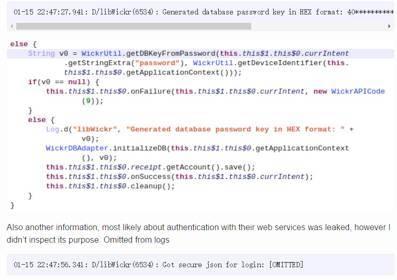 01-15 22:47:27.941: D/libWickr(6534): Generated database password key in HEX format: 40**********
else {
String v0 = WickrUtil.getDBKeyFromPassword(this.this$1.this$0.currIntent
.getStringExtra("password"), WickrUtil.getDeviceIdentifier(this.
this$1.this$0.getApplicationContext()));
if(v0 == null) {
this.this$1.this$0.onFailure(this.this$1.this$0.currIntent, new WickrAPICode
(9));
}
else {
Log.d("libWickr", "Generated database password key in HEX format: " +
v0);
WickrDBAdapter.initializeDB(this.this$1.this$0.getApplicationContext
(), v0);
this.this$1.this$0.receipt.getAccount().save();
this.this$1.this$0.onSuccess(this.this$1.this$0.currIntent);
this.this$1.this$0.cleanup();
}
}
Also another information, most likely about authentication with their web services was leaked, however I
didn't inspect its purpose. Omitted from logs
01-15 22:47:56.341: D/libWickr(6534): Got secure json for login: [OMITTED]